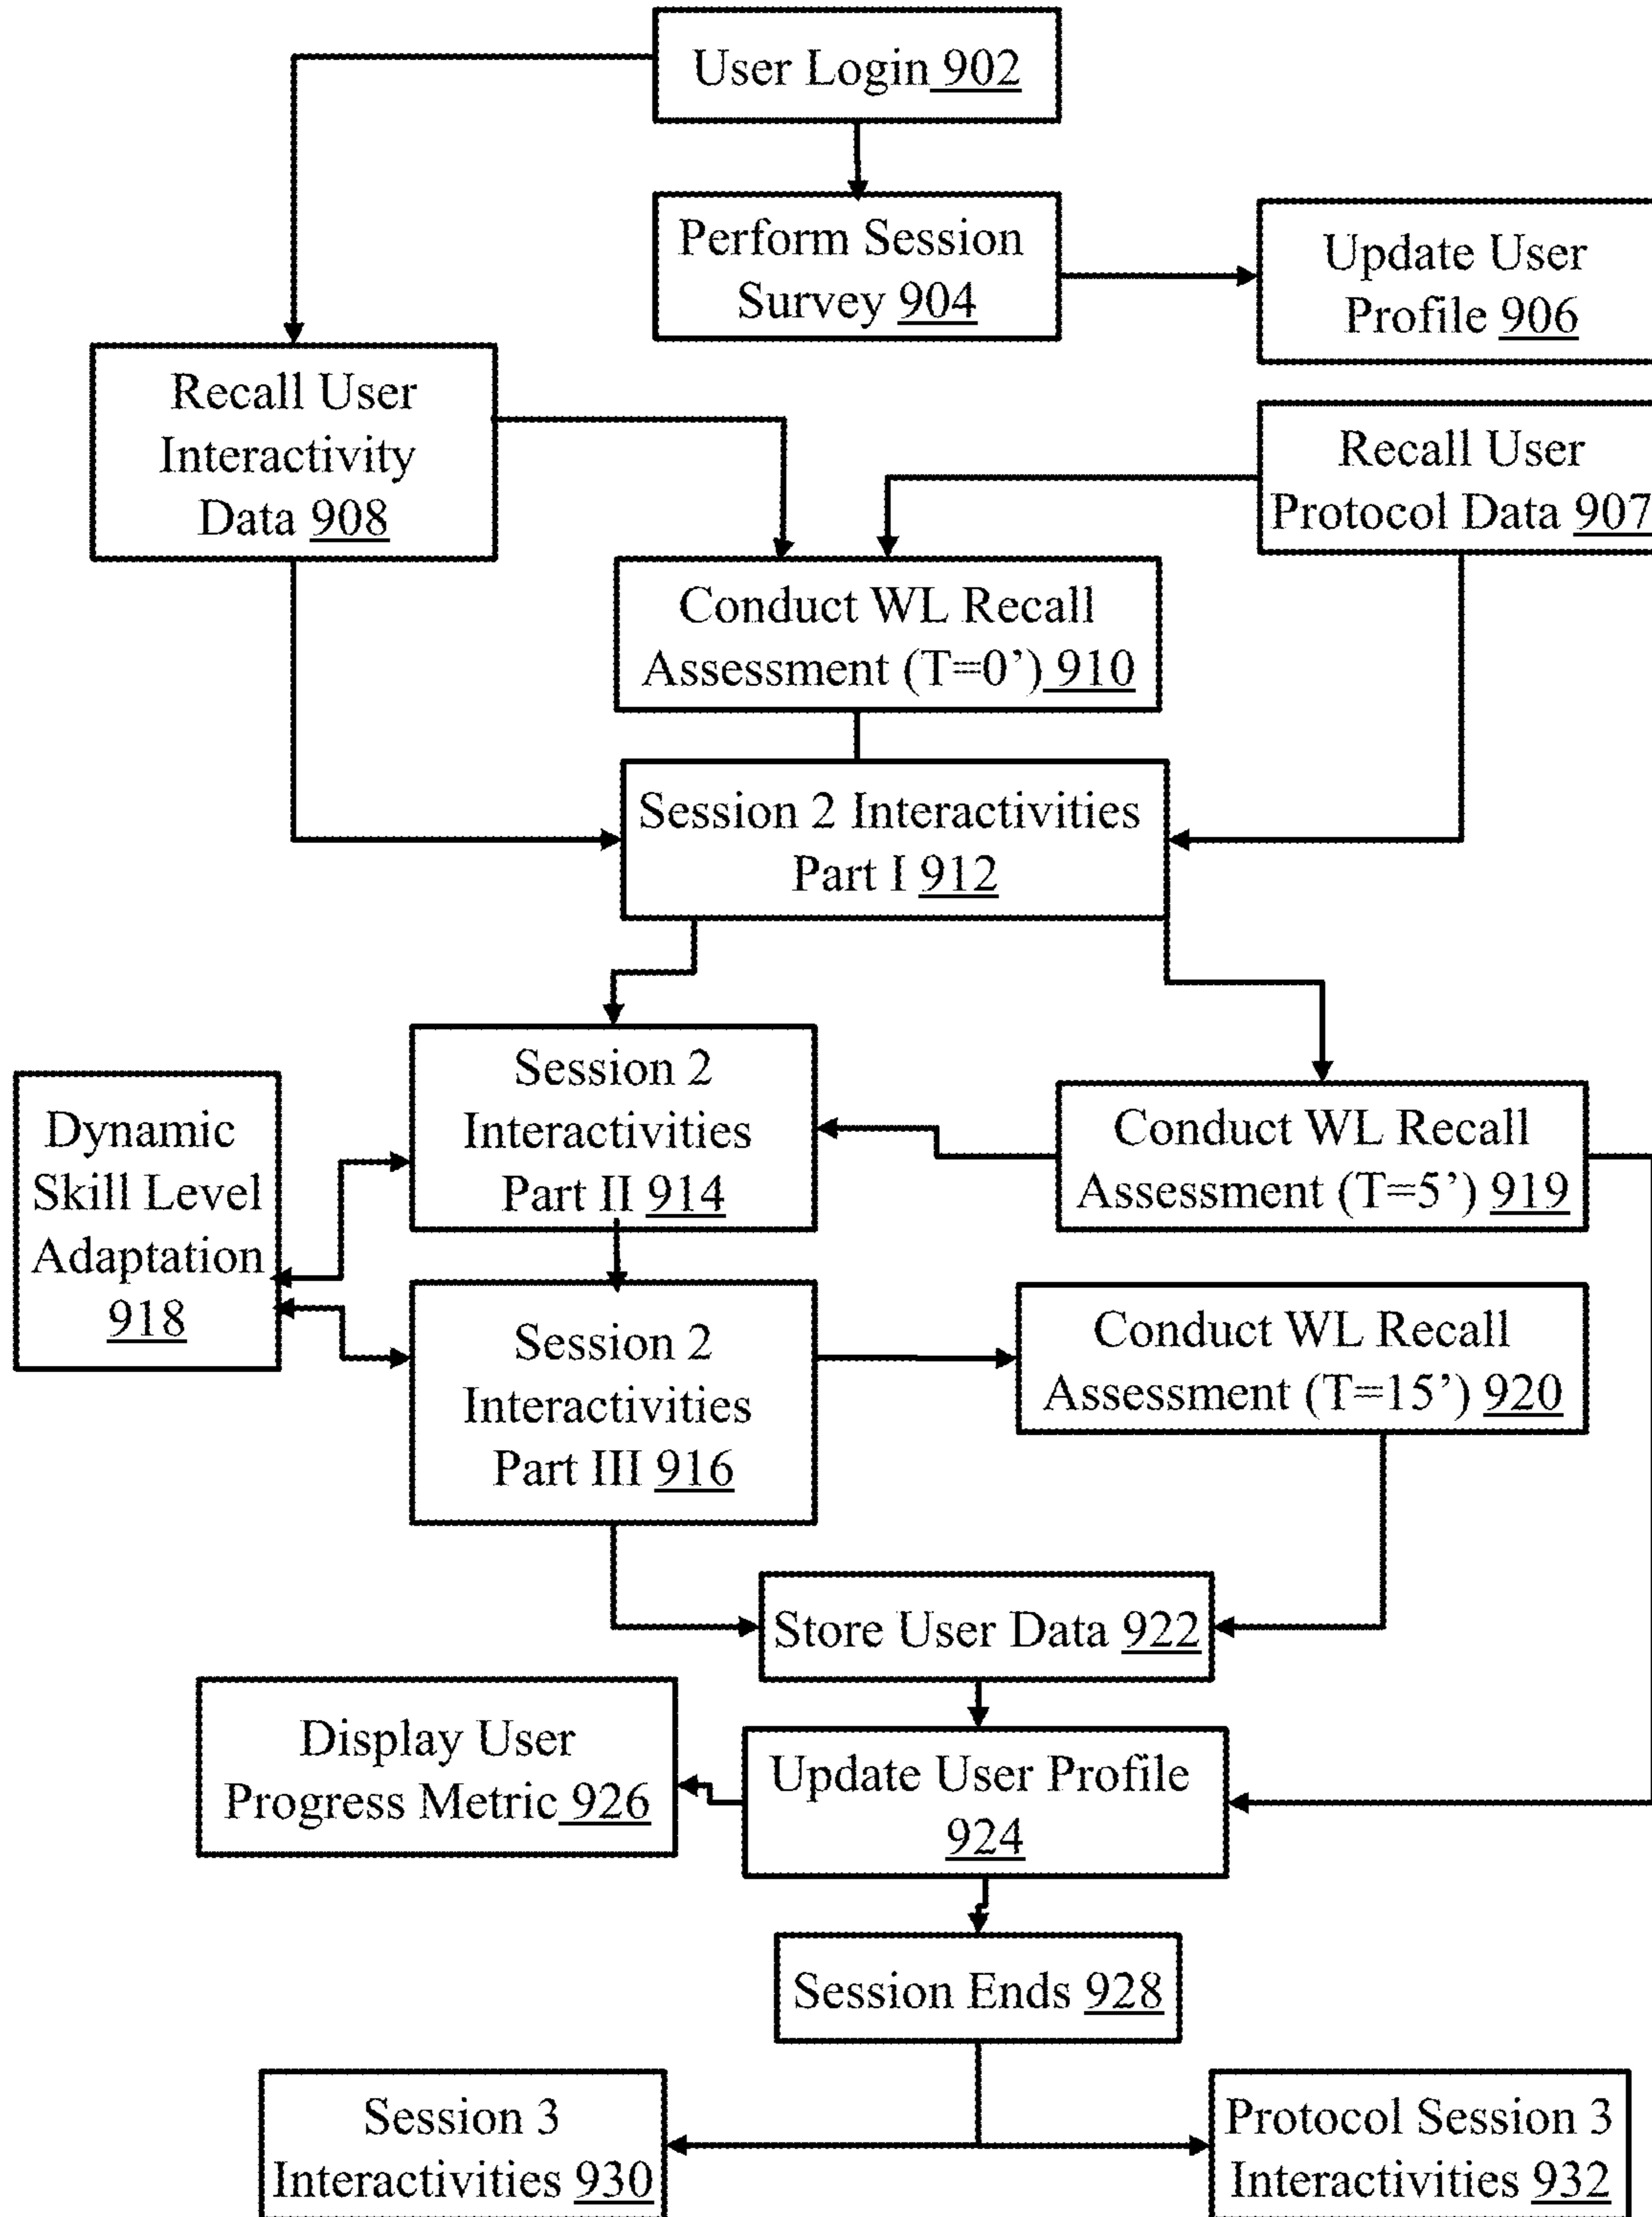 User Login 902
Perform Session
Survey 904
Update User
Profile 906
Recall User
Interactivity
Data 908
Recall User
Protocol Data 907
Conduct WL Recall
Assessment (T=0’) 910
Session 2 Interactivities
Part I 912
Session 2
Interactivities
Part II 914
Dynamic
Skill Level
Adaptation
918
Conduct WL Recall
Assessment (T=5’) 919
Session 2
Interactivities
Part III 916
Conduct WL Recall
Assessment (T=15’) 920
Store User Data 922
Display User
Progress Metric 926
Update User Profile
924
Session Ends 928
Session 3
Interactivities 930
Protocol Session 3
Interactivities 932